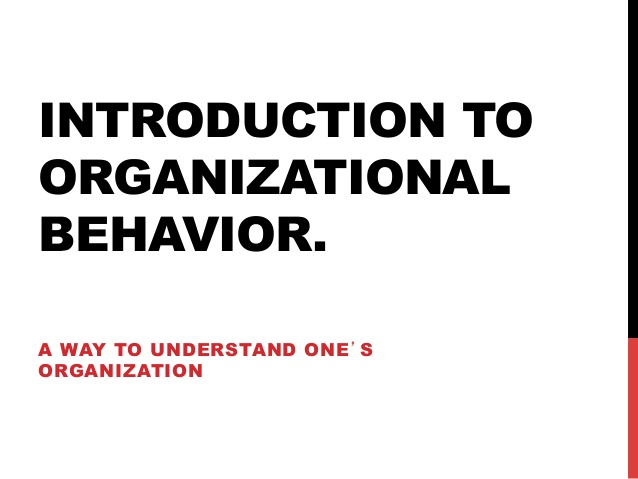 INTRODUCTION TO
ORGANIZATIONAL
BEHAVIOR.
A WAY TO UNDERSTAND ONE’S
ORGANIZATION